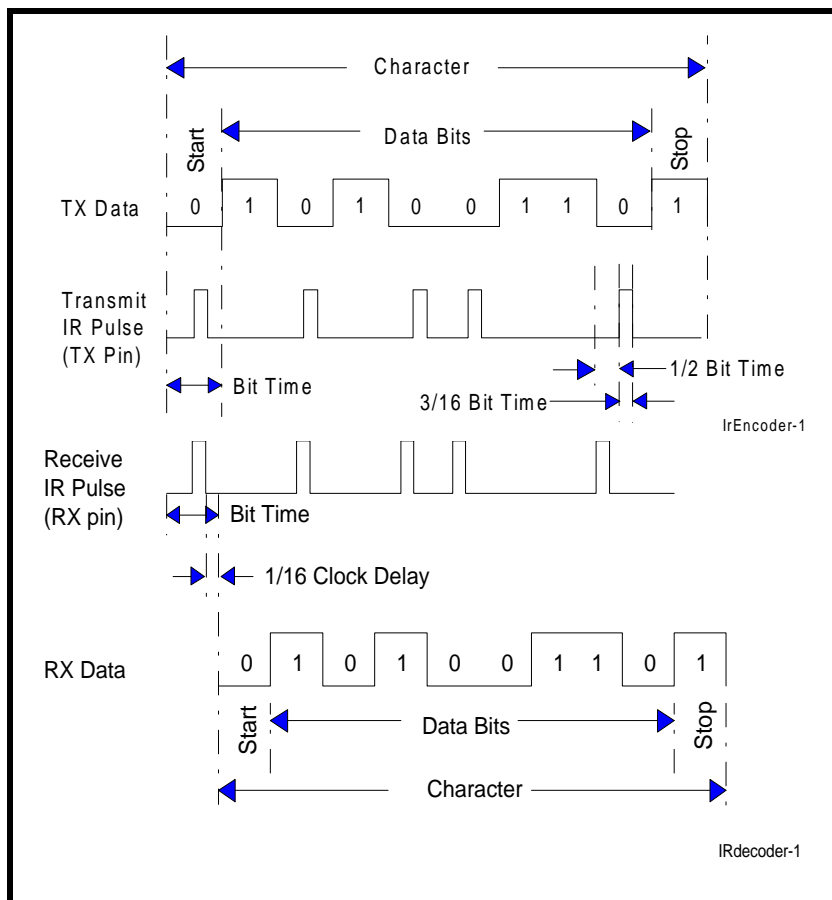 Character
Data Bits
Start
Stop
TX Data
0 1 0 1 0 0 1 1 0 1
Transmit
IR Pulse
(TX Pin)
Bit Time
1/2 Bit Time
3/16 Bit Time
IrEncoder-1
Receive
IR Pulse
(RX pin)
Bit Time
1/16 Clock Delay
RX Data
0 1 0 1 0 0 1 1 0 1
Start
Data Bits
Stop
Character
IRdecoder-1